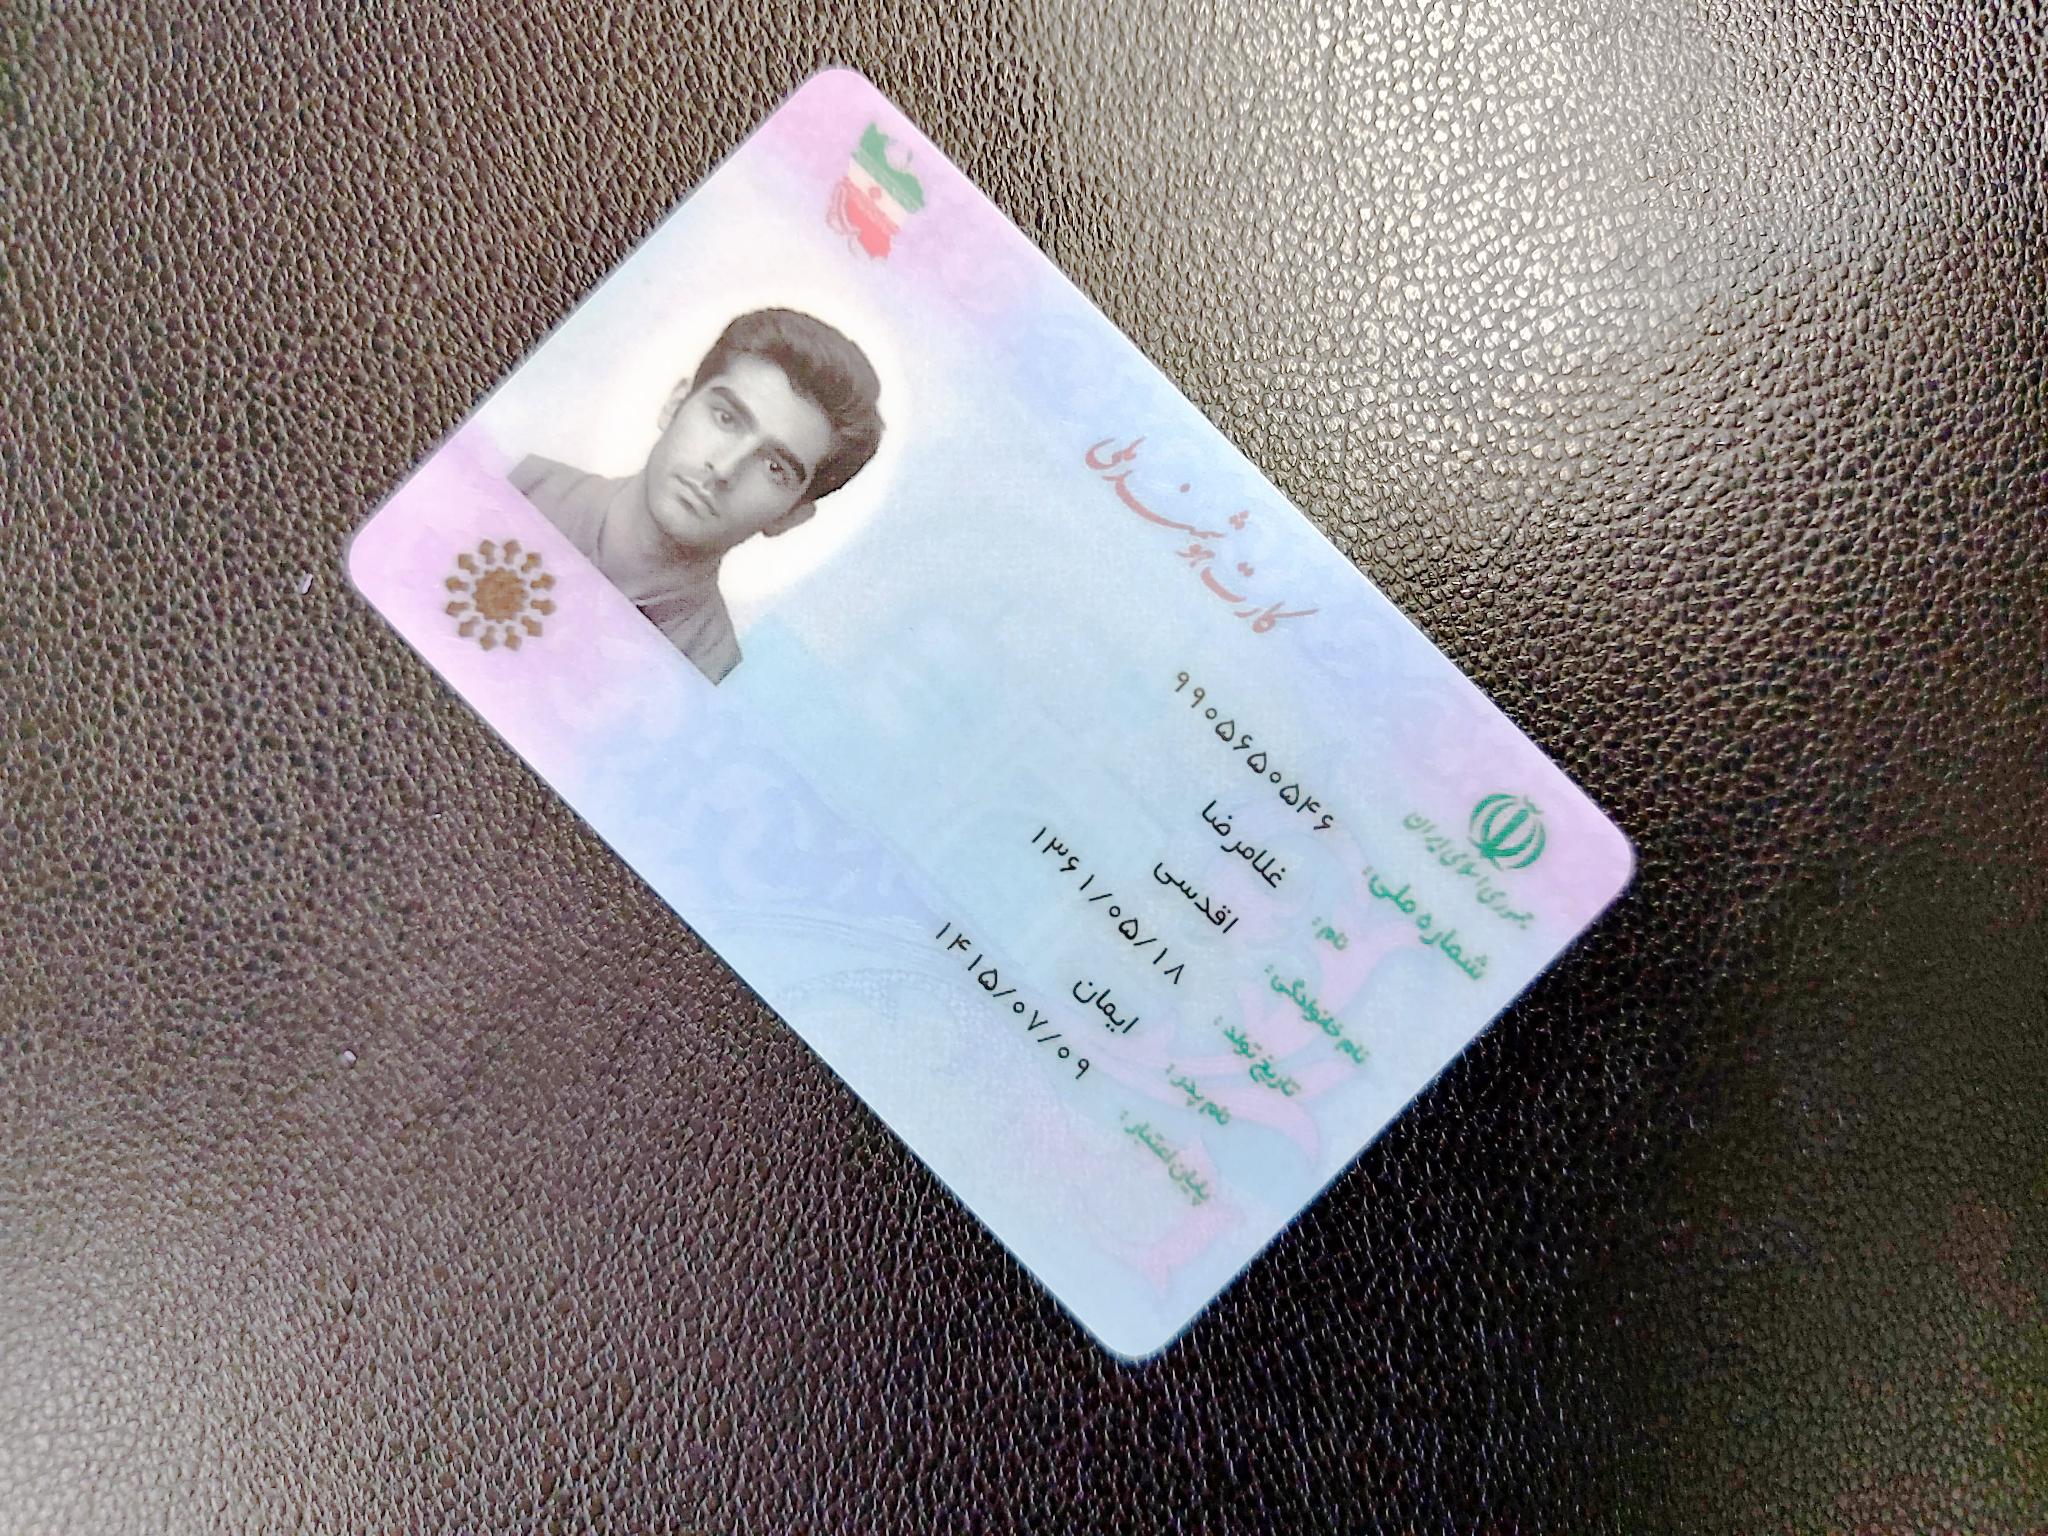 جمهوری اسلامی ایران
کارت هوشمند ملی
شماره ملی: ۹۹۰۵۶۵۰۵۴۶
نام: غلامرضا
نام خانوادگی: اقدسی
تاریخ تولد: ۱۳۶۱/۰۵/۱۸
نام پدر: ایمان
پایان اعتبار: ۱۴۱۵/۰۷/۰۹